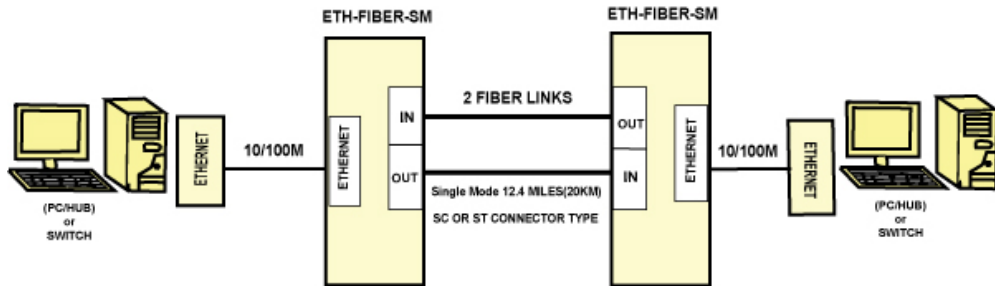 ETH-FIBER-SM
ETH-FIBER-SM
2 FIBER LINKS
IN
OUT
OUT
IN
ETHERNET
10/100M
ETHERNET
ETHERNET
10/100M
ETHERNET
Single Mode 12.4 MILES(20KM)
SC OR ST CONNECTOR TYPE
(PC/HUB)
or
SWITCH
(PC/HUB)
or
SWITCH